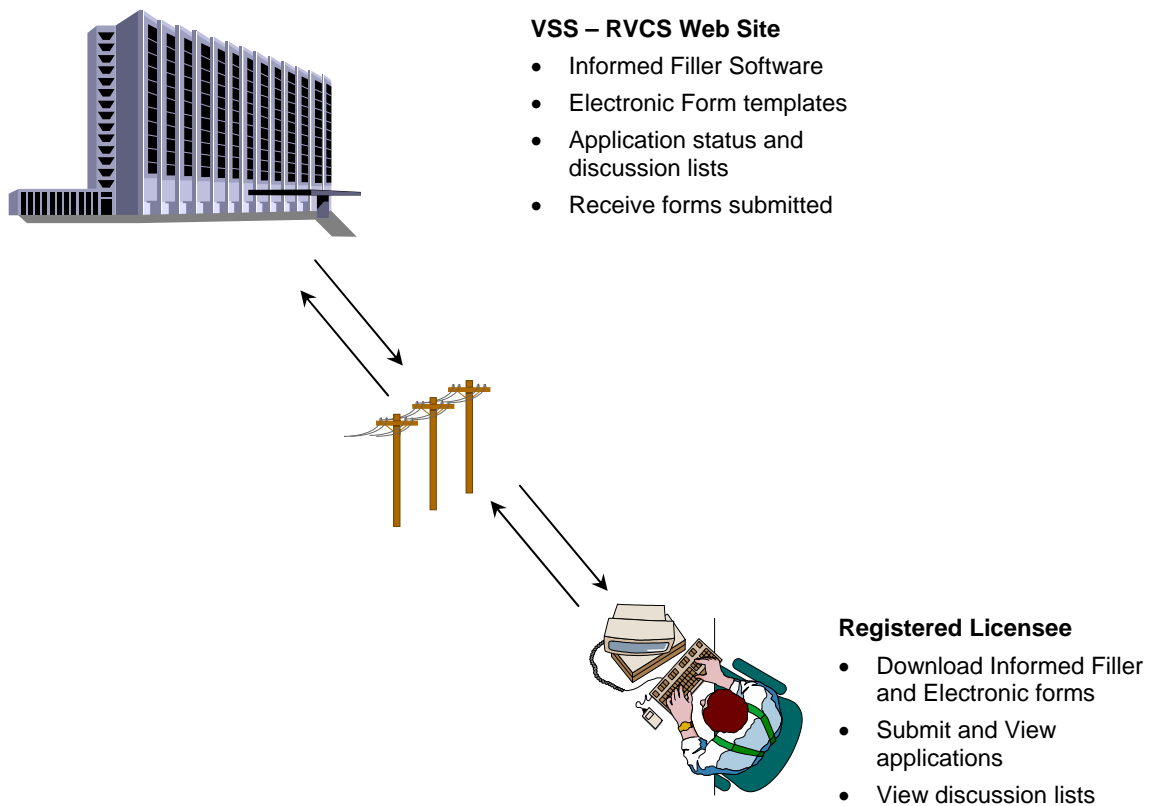 VSS – RVCS Web Site
• Informed Filler Software
• Electronic Form templates
• Application status and
discussion lists
• Receive forms submitted
Registered Licensee
• Download Informed Filler
and Electronic forms
• Submit and View
applications
• View discussion lists